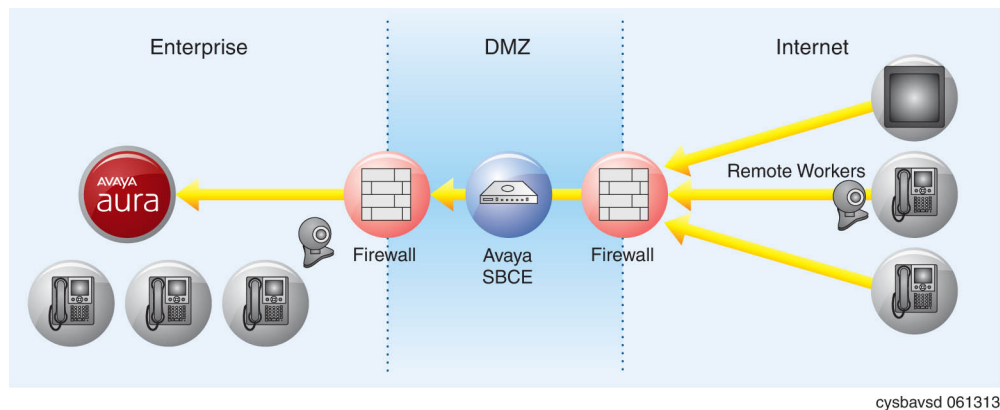 Enterprise
DMZ
Internet
AVAYA
aura
Remote Workers
Firewall
Avaya
SBCE
Firewall
cysbavsd 061313